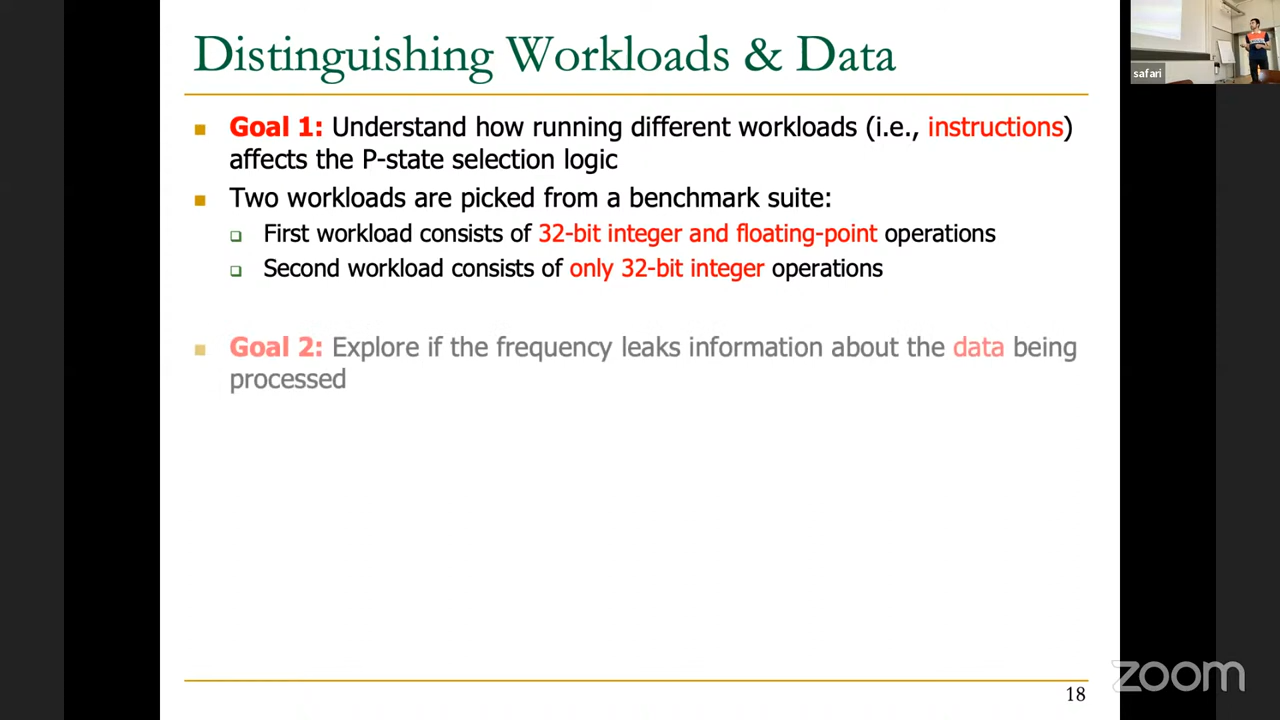 Distinguishing Workloads & Data
Goal 1: Understand how running different workloads (i.e., instructions)
affects the P-state selection logic
Two workloads are picked from a benchmark suite:
First workload consists of 32-bit integer and floating-point operations
Second workload consists of only 32-bit integer operations
Goal 2: Explore if the frequency leaks information about the data being
processed
18
safari
zoom